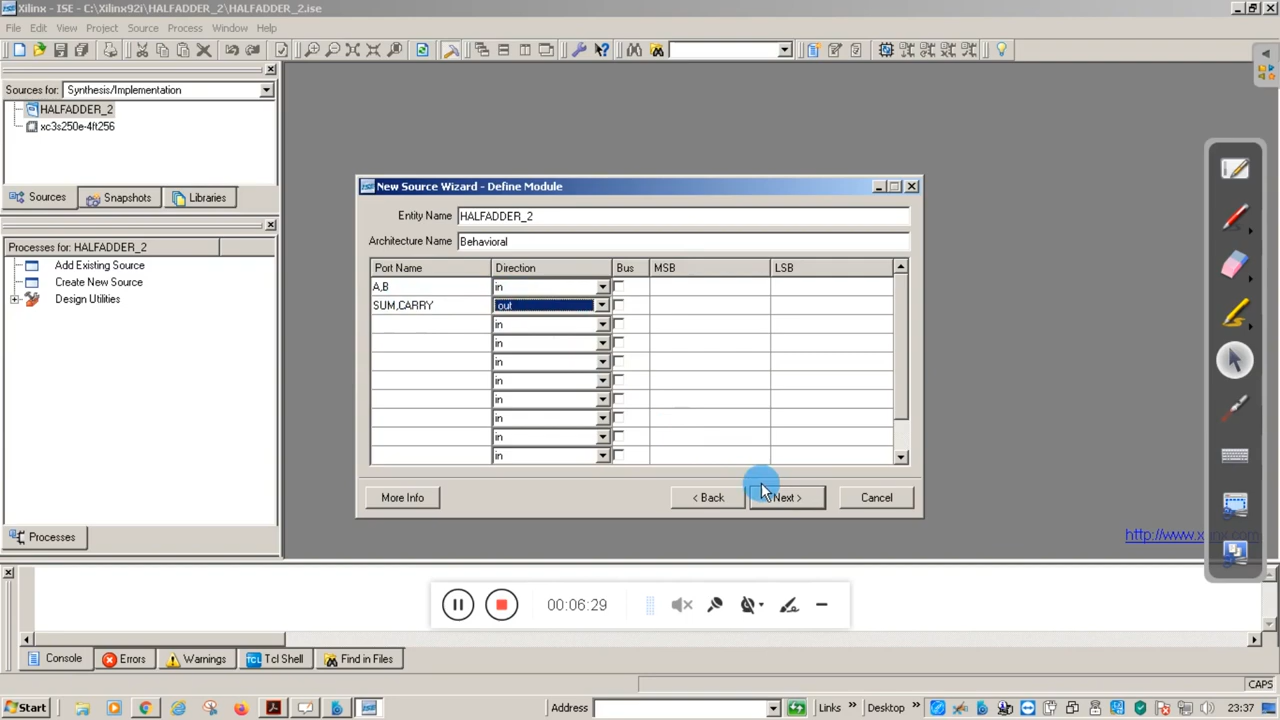 Xilinx - ISE - C:\Xilinx92i\HALFADDER_2\HALFADDER_2.ise
File Edit View Project Source Process Window Help
Sources for: Synthesis/Implementation
HALFADDER_2
xc3s250e-4ft256
Sources Snapshots Libraries
Processes for: HALFADDER_2
Add Existing Source
Create New Source
Design Utilities
Processes
New Source Wizard - Define Module
Entity Name HALFADDER_2
Architecture Name Behavioral
Port Name Direction Bus MSB LSB
A,B in
SUM,CARRY out
in
in
in
in
in
in
in
in
More Info < Back Next > Cancel
00:06:29
Console Errors Warnings TCL Tcl Shell Find in Files
CAPS
Start Address Links » Desktop » 23:37